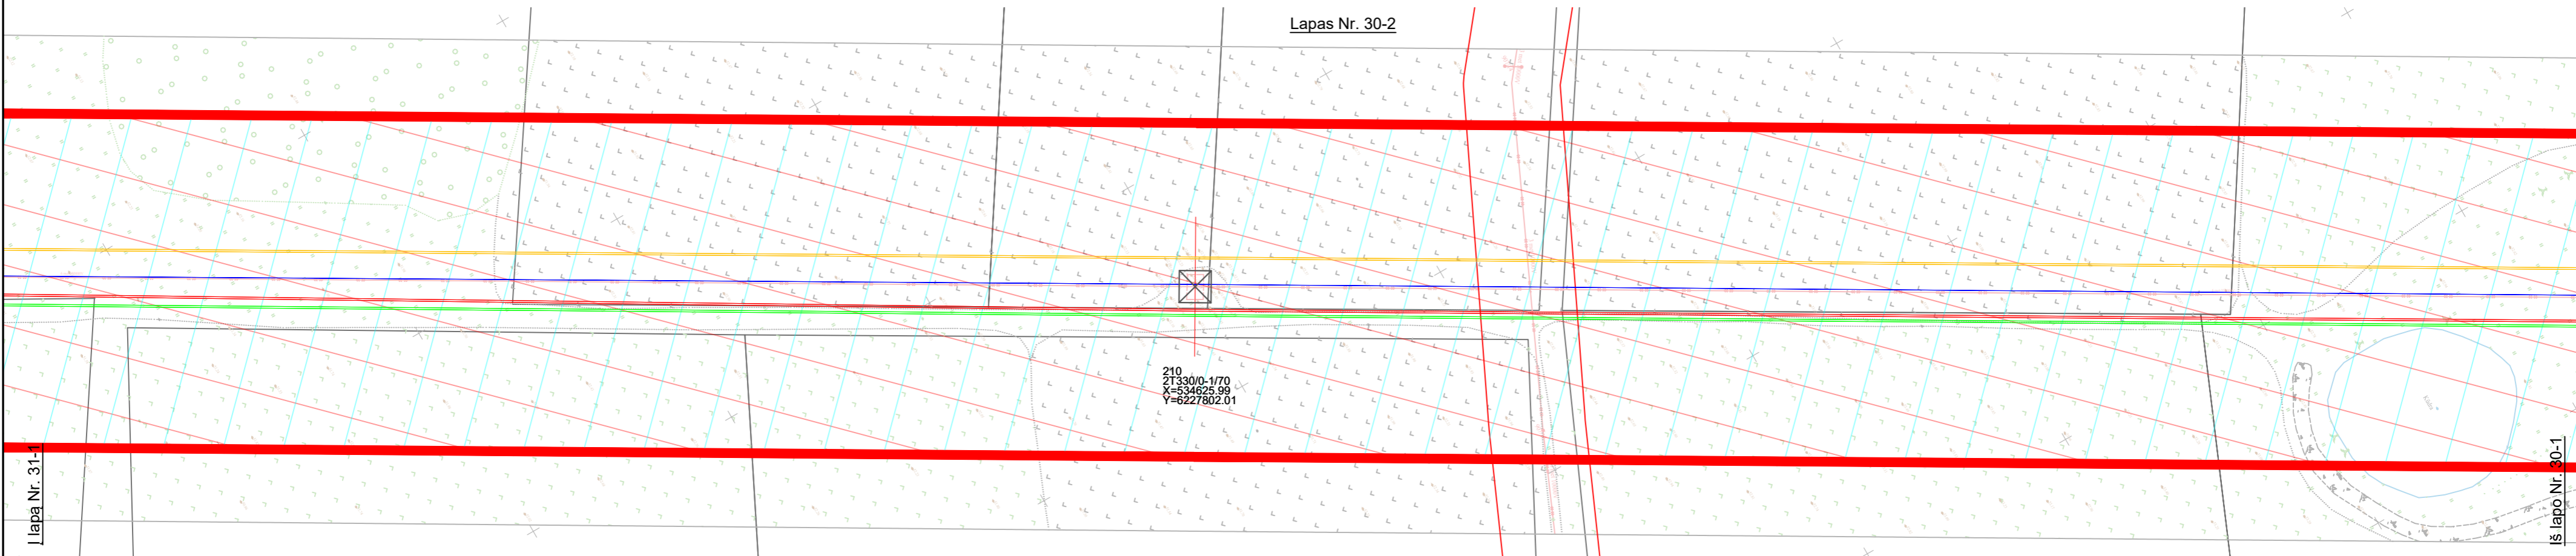 Lapas Nr. 30-2
210
2T330/0-1/70
X=534625.99
Y=6227802.01
Į lapą Nr. 31-1
Iš lapo Nr. 30-1